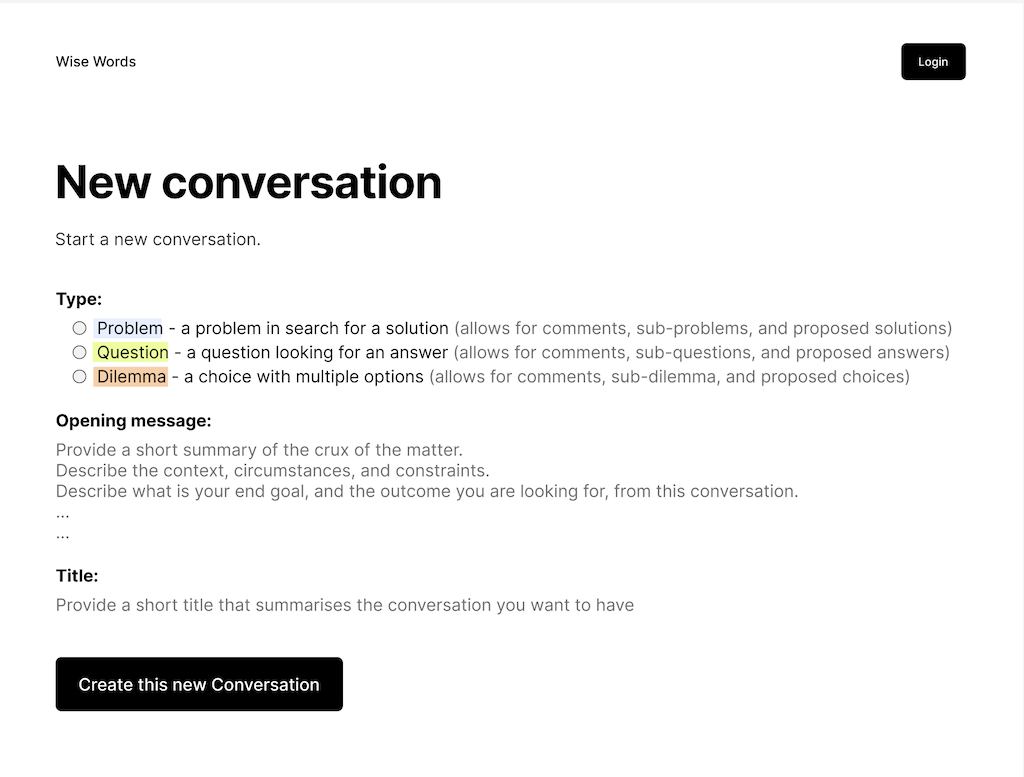 Wise Words
Login
New conversation
Start a new conversation.
Type:
Problem - a problem in search for a solution (allows for comments, sub-problems, and proposed solutions)
Question - a question looking for an answer (allows for comments, sub-questions, and proposed answers)
Dilemma - a choice with multiple options (allows for comments, sub-dilemma, and proposed choices)
Opening message:
Provide a short summary of the crux of the matter.
Describe the context, circumstances, and constraints.
Describe what is your end goal, and the outcome you are looking for, from this conversation.
...
...
Title:
Provide a short title that summarises the conversation you want to have
Create this new Conversation